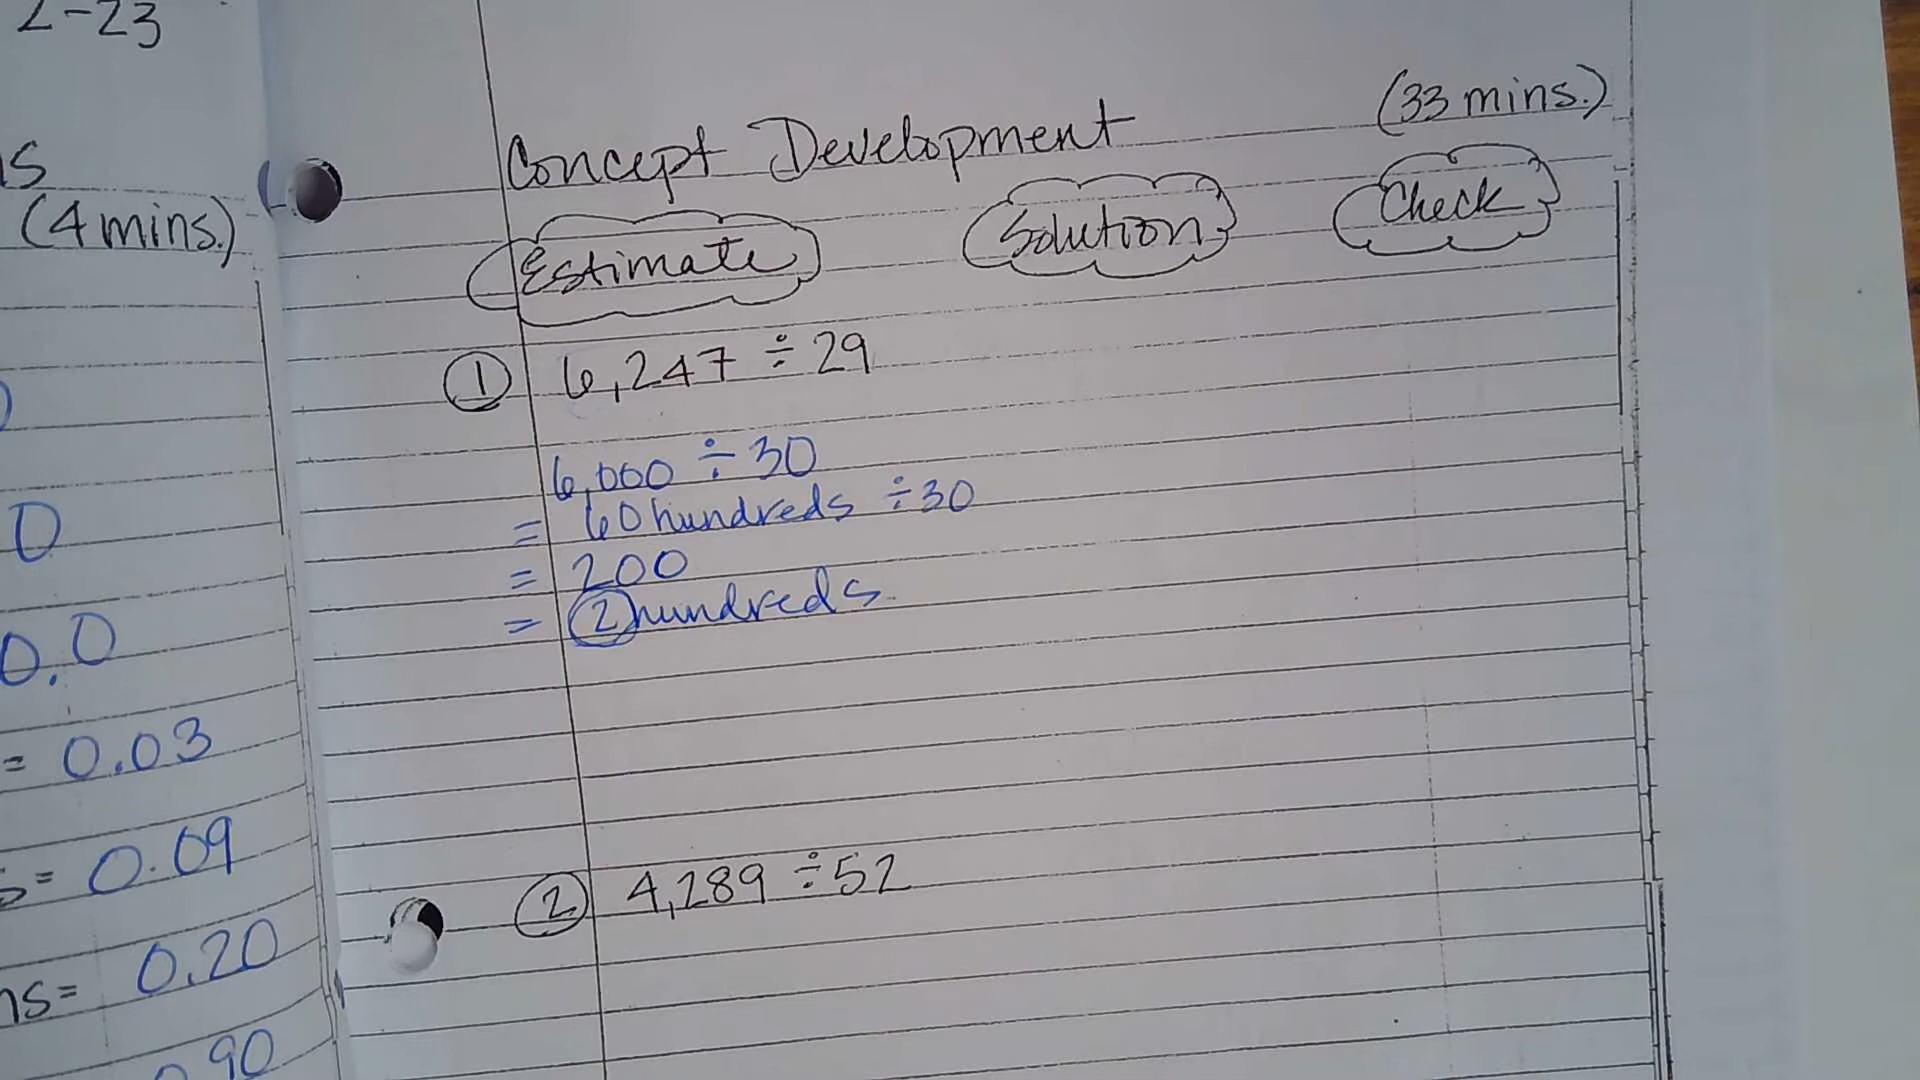 2-23
(4 mins.)
0
0.0
= 0.03
= 0.09
ns= 0.20
.90
Concept Development (33 mins.)
Estimate Solution Check
1 6,247 ÷ 29
6,000 ÷ 30
= 60 hundreds ÷ 30
= 200
= 2 hundreds.
2 4,289 ÷ 52